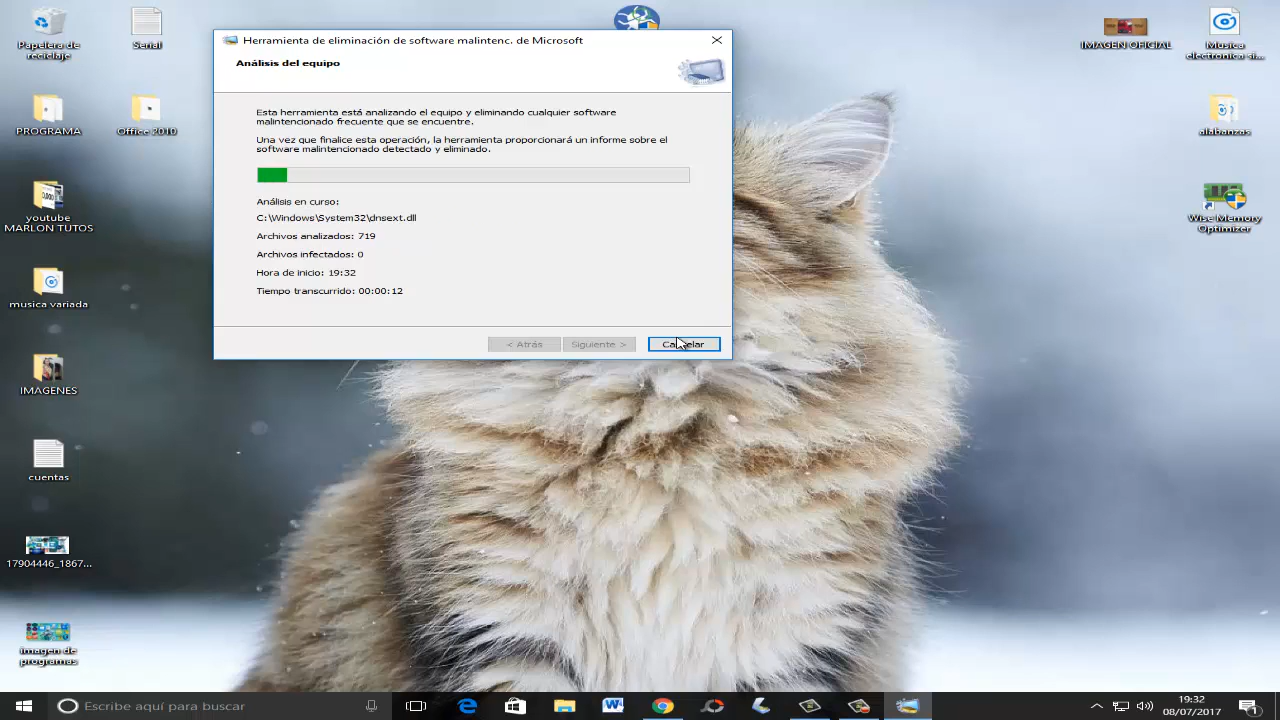 Papelera de
reciclaje
Serial
PROGRAMA
Office 2010
youtube
MARLON TUTOS
musica variada
IMAGENES
cuentas
17904446_1867...
imagen de
programas
Herramienta de eliminación de software malintenc. de Microsoft
Análisis del equipo
Esta herramienta está analizando el equipo y eliminando cualquier software
malintencionado frecuente que se encuentre.
Una vez que finalice esta operación, la herramienta proporcionará un informe sobre el
software malintencionado detectado y eliminado.
Análisis en curso:
C:\Windows\System32\dnsext.dll
Archivos analizados: 719
Archivos infectados: 0
Hora de inicio: 19:32
Tiempo transcurrido: 00:00:12
< Atrás
Siguiente >
Cancelar
IMAGEN OFICIAL
Musica
electronica si...
alabanzas
Wise Memory
Optimizer
Escribe aquí para buscar
19:32
08/07/2017
1